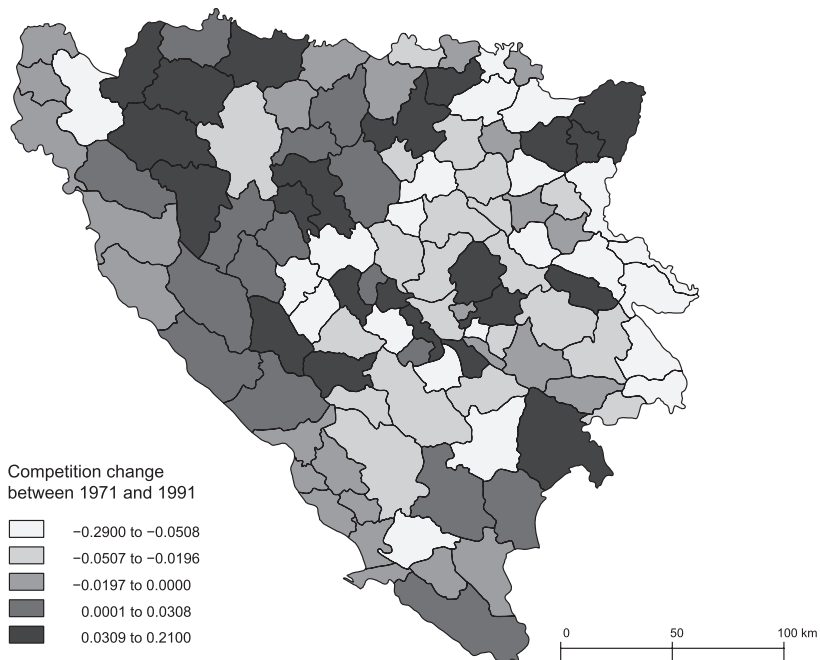 Competition change
between 1971 and 1991
−0.2900 to −0.0508
−0.0507 to −0.0196
−0.0197 to 0.0000
0.0001 to 0.0308
0.0309 to 0.2100
0 50 100 km